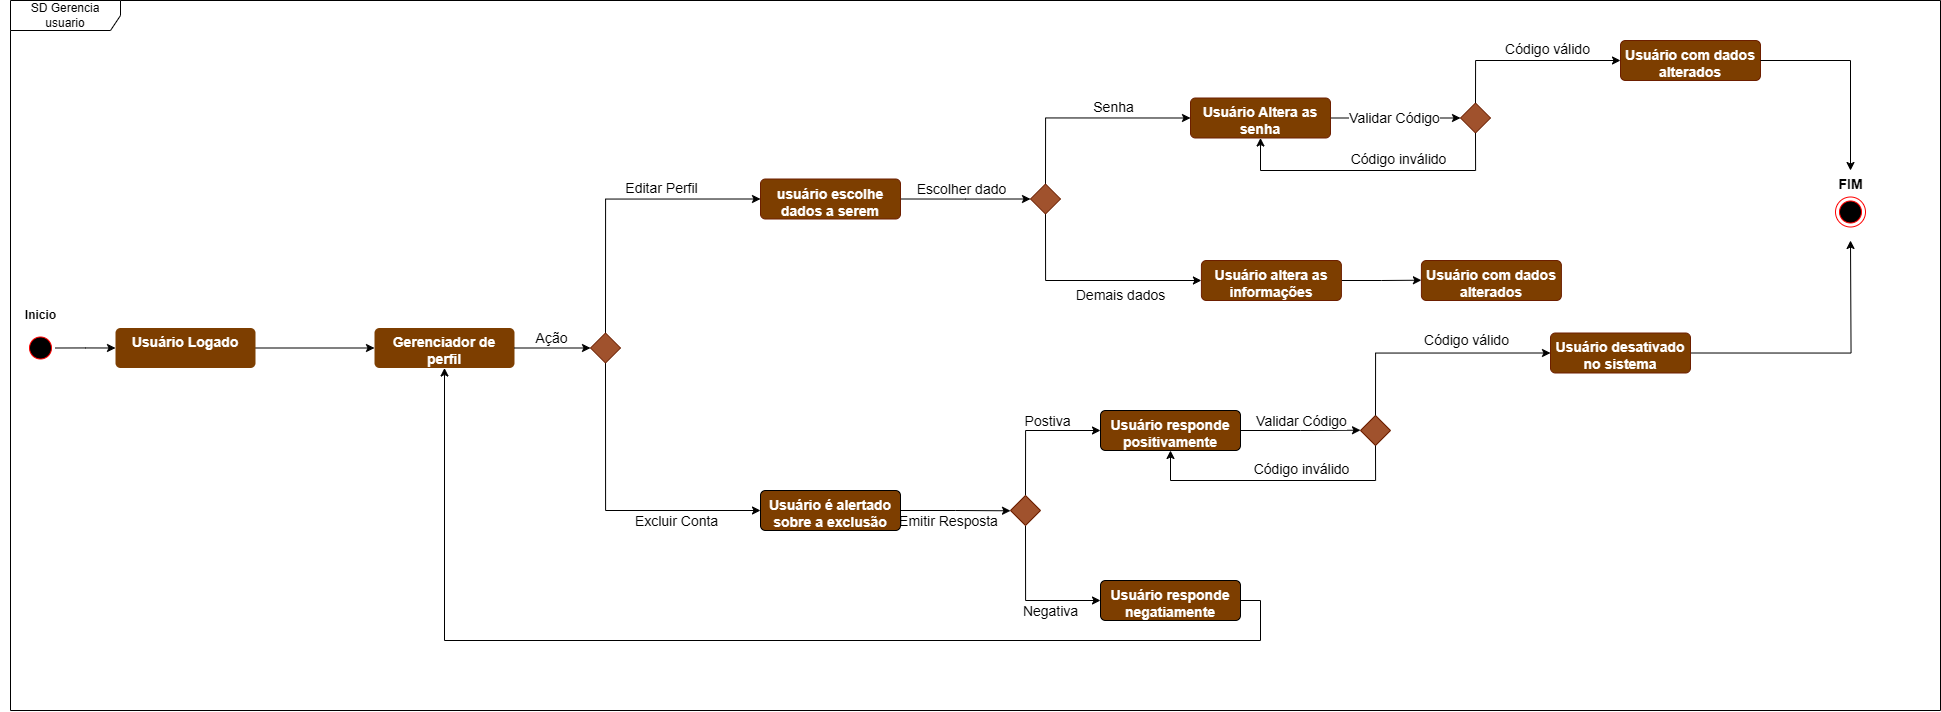 SD Gerencia
usuario
Código válido
Usuário com dados
alterados
Senha
Usuário Altera as
senha
Validar Código
Código inválido
FIM
Editar Perfil
usuário escolhe
dados a serem
Escolher dado
Usuário altera as
informações
Usuário com dados
alterados
Demais dados
Inicio
Usuário Logado
Gerenciador de
perfil
Ação
Código válido
Usuário desativado
no sistema
Postiva
Usuário responde
positivamente
Validar Código
Código inválido
Usuário é alertado
sobre a exclusão
Excluir Conta
Emitir Resposta
Usuário responde
negatiamente
Negativa